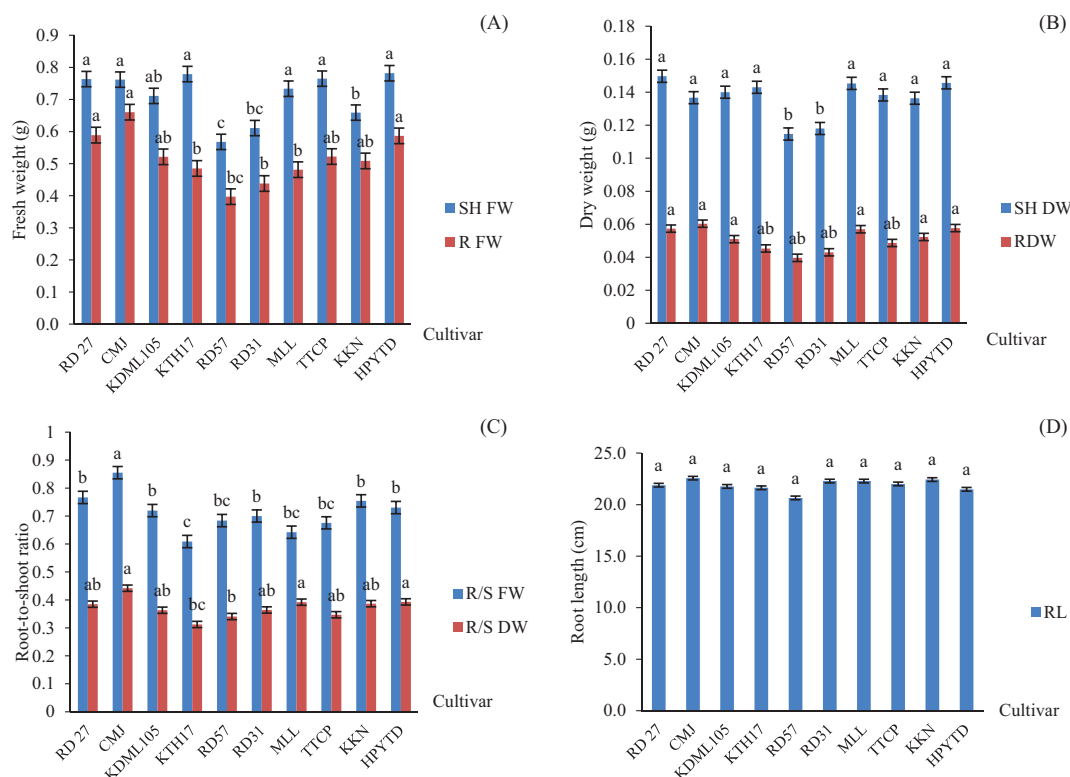 (A)
Fresh weight (g)
0.9
0.8
0.7
0.6
0.5
0.4
0.3
0.2
0.1
0.0
a a ab a c bc a a b a
a a ab b bc b b ab ab a
SH FW
R FW
Cultivar
RD 27 CMJ KDML105 KTH17 RD57 RD31 MLL TTCP KKN HPYTD
(B)
Dry weight (g)
0.18
0.16
0.14
0.12
0.1
0.08
0.06
0.04
0.02
0
a a a a b b a a a a
a a a ab ab ab a ab a a
SH DW
RDW
Cultivar
RD 27 CMJ KDML105 KTH17 RD57 RD31 MLL TTCP KKN HPYTD
(C)
Root-to-shoot ratio
1
0.9
0.8
0.7
0.6
0.5
0.4
0.3
0.2
0.1
0
b a b c bc b bc bc b b
ab a ab bc b ab a ab ab a
R/S FW
R/S DW
Cultivar
RD 27 CMJ KDML105 KTH17 RD57 RD31 MLL TTCP KKN HPYTD
(D)
Root length (cm)
25.0
20.0
15.0
10.0
5.0
0.0
a a a a a a a a a a
RL
Cultivar
RD 27 CMJ KDML105 KTH17 RD57 RD31 MLL TTCP KKN HPYTD